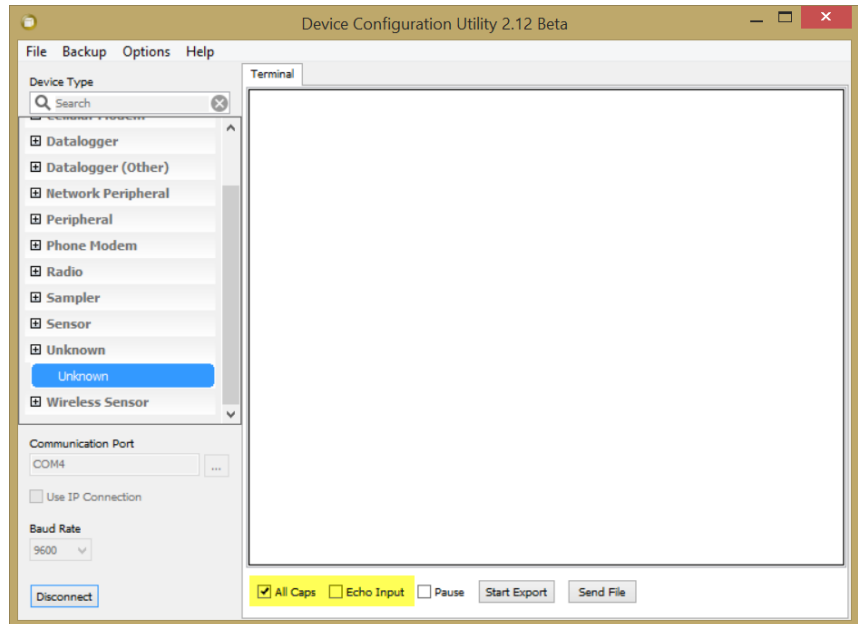 Device Configuration Utility 2.12 Beta
File Backup Options Help
Device Type
Search
Terminal
Cellular Modem
Datalogger
Datalogger (Other)
Network Peripheral
Peripheral
Phone Modem
Radio
Sampler
Sensor
Unknown
Unknown
Wireless Sensor
Communication Port
COM4
...
Use IP Connection
Baud Rate
9600
Disconnect
All Caps Echo Input Pause Start Export Send File